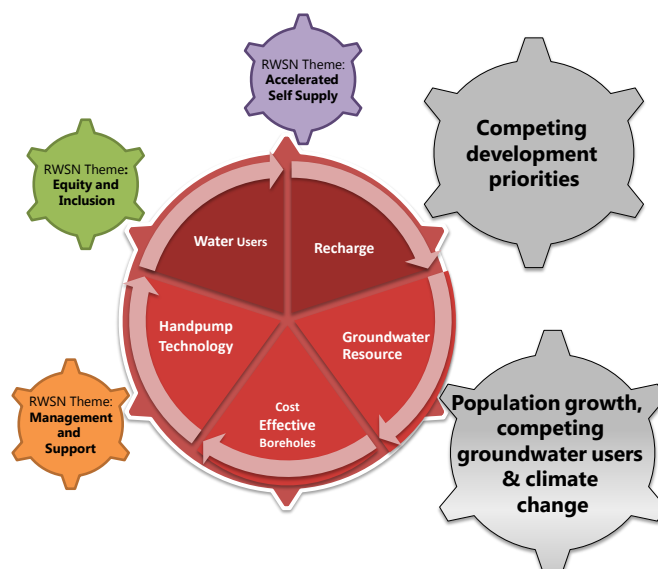 RWSN Theme:
Accelerated
Self Supply
Competing
development
priorities
RWSN Theme:
Equity and
Inclusion
Water Users
Recharge
Handpump
Technology
Groundwater
Resource
Cost
Effective
Boreholes
RWSN Theme:
Management
and
Support
Population growth,
competing
groundwater users
& climate
change